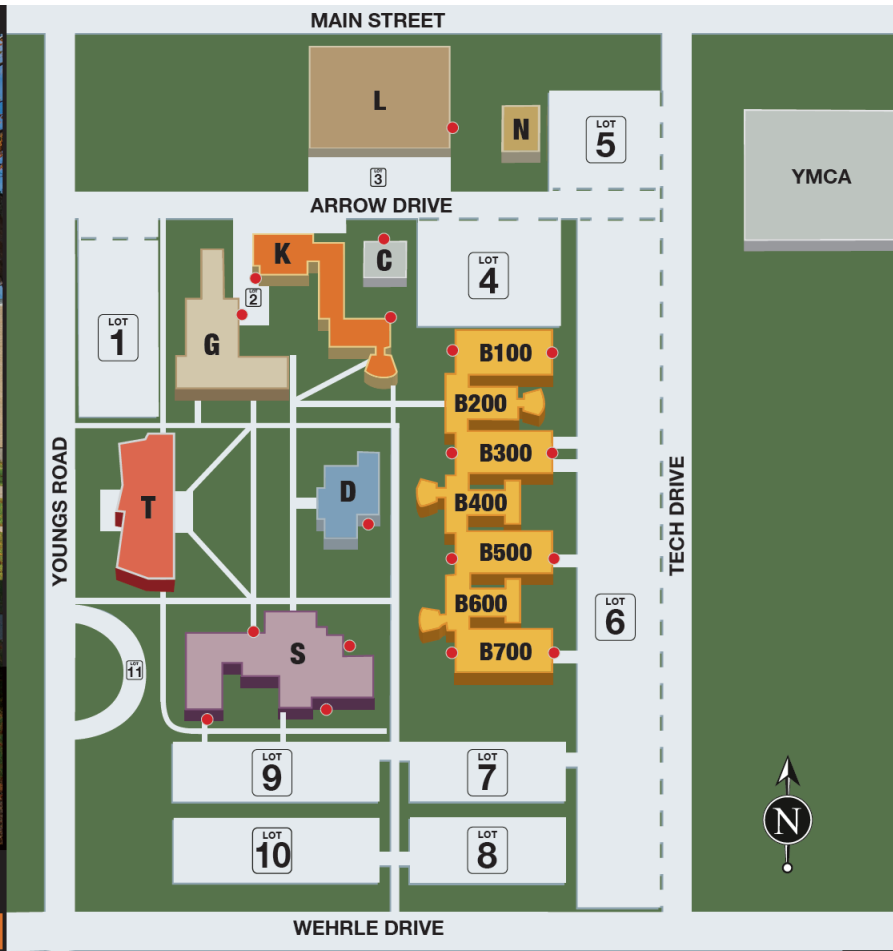 MAIN STREET
L
N
LOT
5
LOT
3
YMCA
ARROW DRIVE
K
C
LOT
4
LOT
2
LOT
1
G
B100
B200
B300
YOUNGS ROAD
T
D
B400
TECH DRIVE
B500
B600
LOT
6
S
B700
LOT
11
LOT
9
LOT
7
N
LOT
10
LOT
8
WEHRLE DRIVE